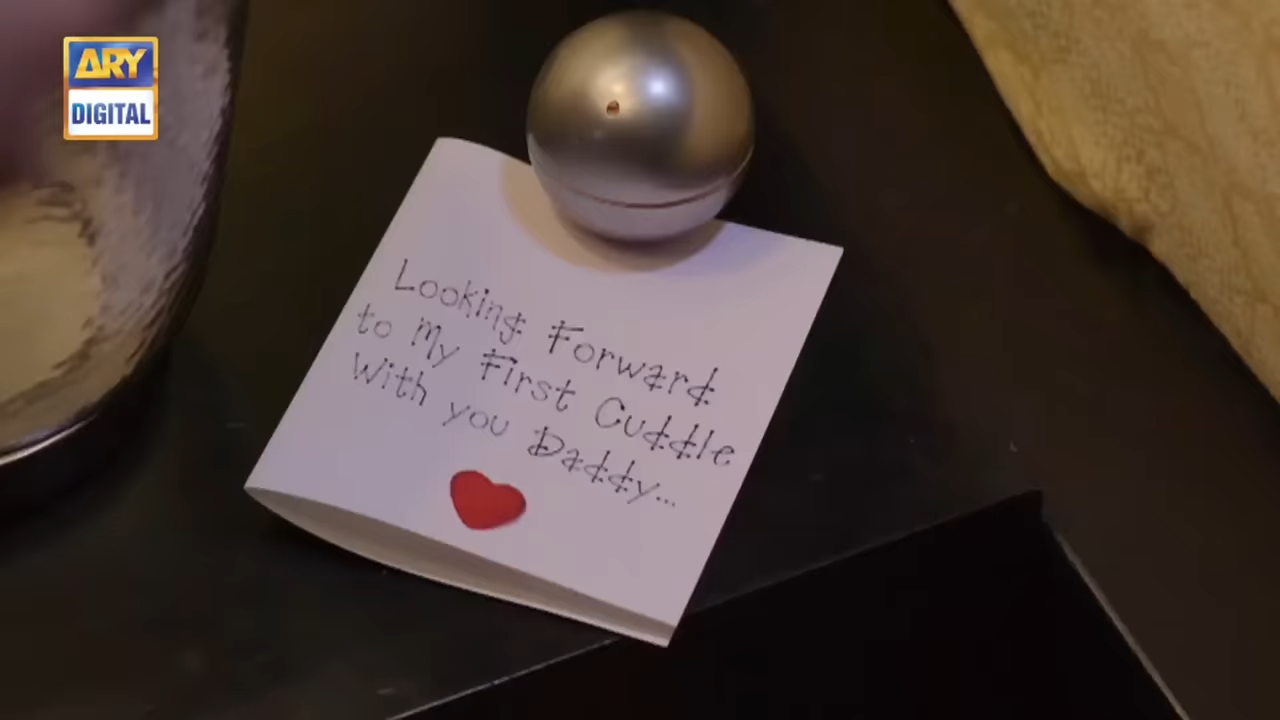 ARY
DIGITAL
Looking Forward
to My First Cuddle
With you Daddy...